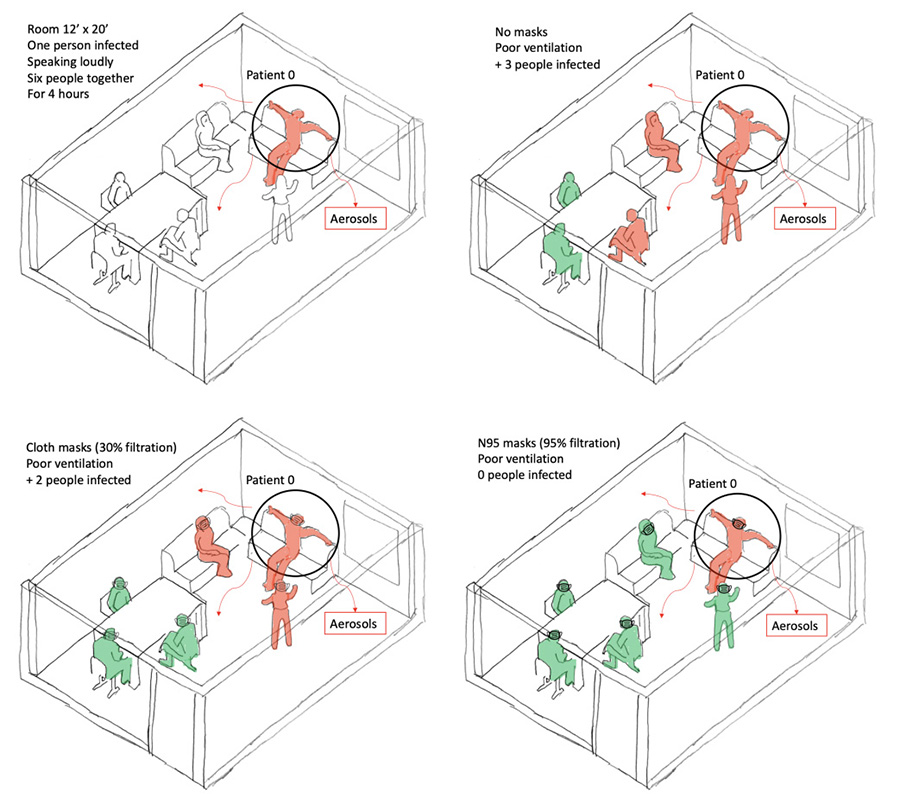 Room 12’ x 20’
One person infected
Speaking loudly
Six people together
For 4 hours
Patient 0
Aerosols
No masks
Poor ventilation
+ 3 people infected
Patient 0
Aerosols
Cloth masks (30% filtration)
Poor ventilation
+ 2 people infected
Patient 0
Aerosols
N95 masks (95% filtration)
Poor ventilation
0 people infected
Patient 0
Aerosols